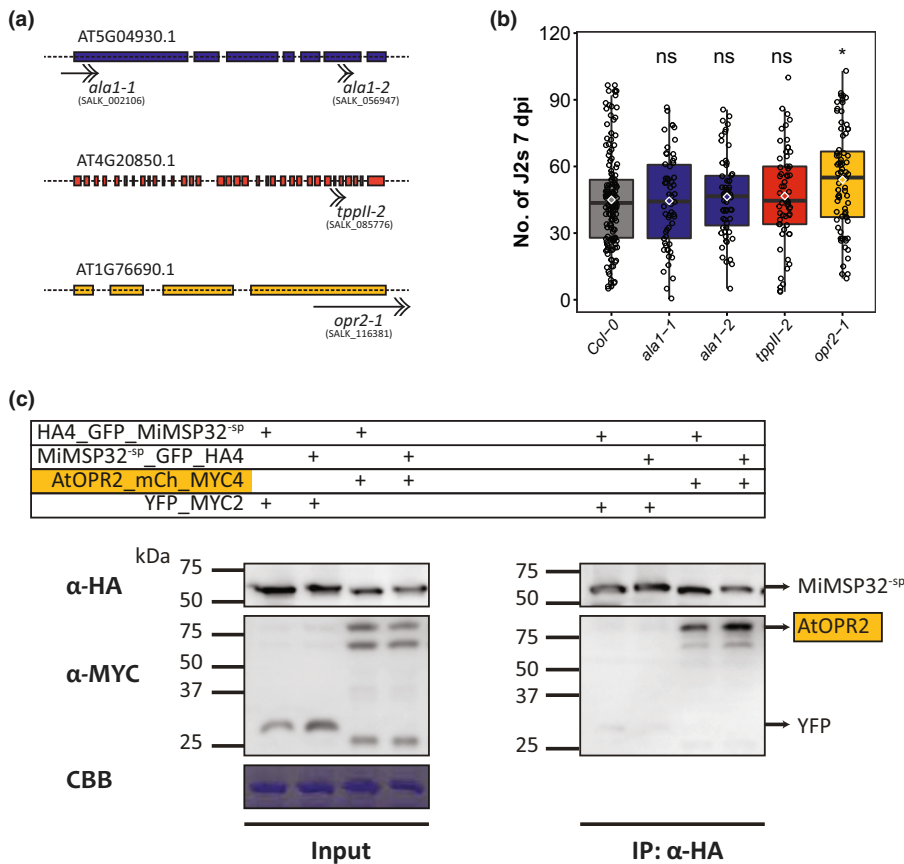 (a)
AT5G04930.1
ala1-1
(SALK_002106)
ala1-2
(SALK_056947)
AT4G20850.1
tppII-2
(SALK_085776)
AT1G76690.1
opr2-1
(SALK_116381)
(b)
No. of J2s 7 dpi
120
90
60
30
0
ns
ns
ns
*
Col-0
ala1-1
ala1-2
tppII-2
opr2-1
(c)
HA4_GFP_MiMSP32-sp + + + +
MiMSP32-sp_GFP_HA4 + + + +
AtOPR2_mCh_MYC4 + + + +
YFP_MYC2 + + + +
kDa
α-HA
75
50
75
50
MiMSP32-sp
α-MYC
75
50
37
25
75
50
37
25
AtOPR2
YFP
CBB
Input
IP: α-HA